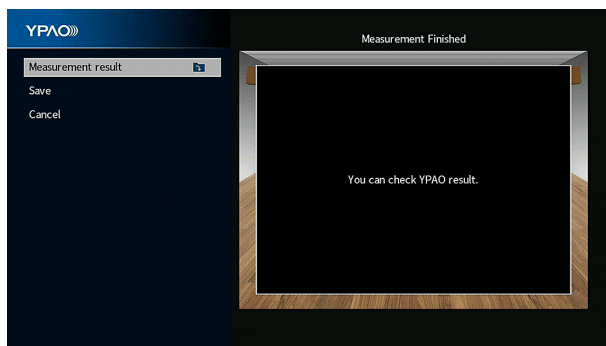 YPAO
Measurement Finished
Measurement result
Save
Cancel
You can check YPAO result.